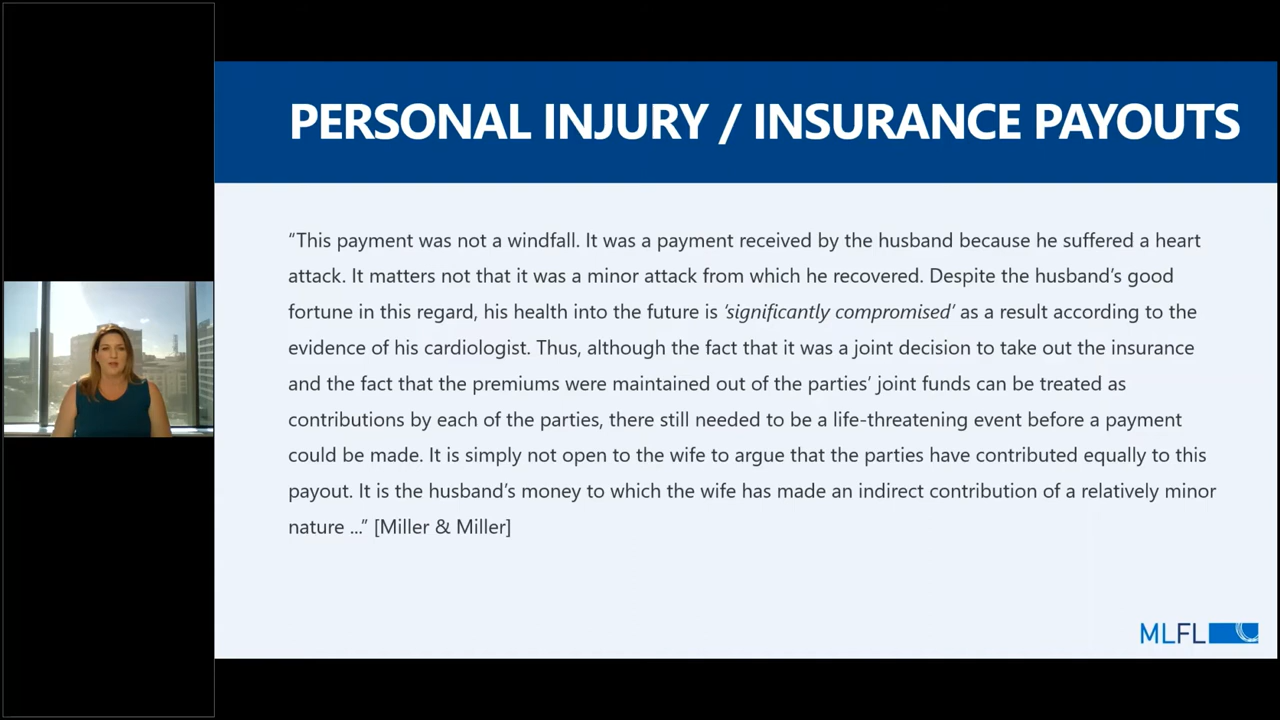 PERSONAL INJURY / INSURANCE PAYOUTS
“This payment was not a windfall. It was a payment received by the husband because he suffered a heart
attack. It matters not that it was a minor attack from which he recovered. Despite the husband’s good
fortune in this regard, his health into the future is ‘significantly compromised’ as a result according to the
evidence of his cardiologist. Thus, although the fact that it was a joint decision to take out the insurance
and the fact that the premiums were maintained out of the parties’ joint funds can be treated as
contributions by each of the parties, there still needed to be a life-threatening event before a payment
could be made. It is simply not open to the wife to argue that the parties have contributed equally to this
payout. It is the husband’s money to which the wife has made an indirect contribution of a relatively minor
nature ...” [Miller & Miller]
MLFL